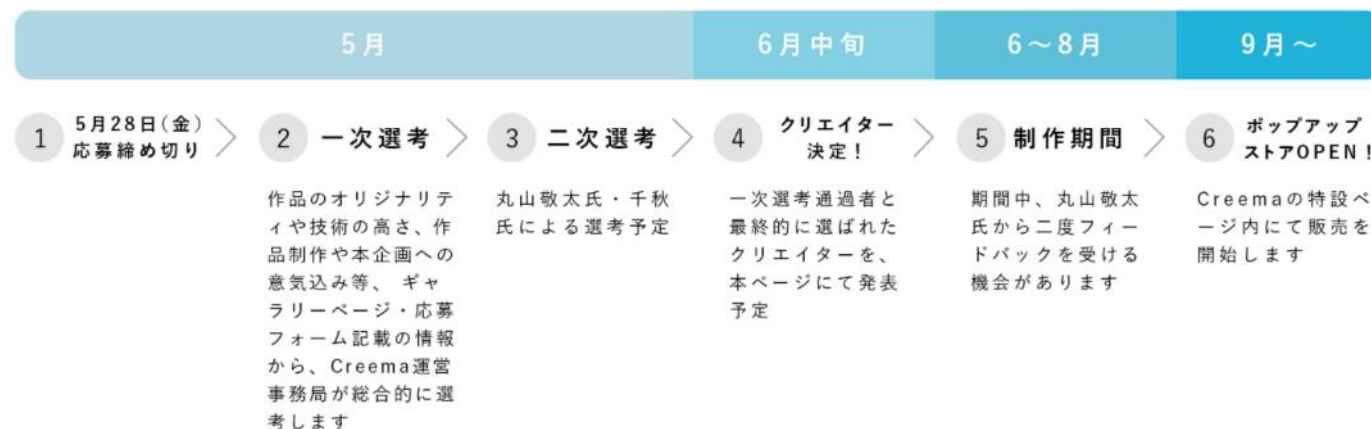 5月
6月中旬
6〜8月
9月〜
1
5月28日(金)
応募締め切り
2
一次選考
作品のオリジナリテ
ィや技術の高さ、作
品制作や本企画への
意気込み等、 ギャ
ラリーページ・応募
フォーム記載の情報
から、Creema運営
事務局が総合的に選
考します
3
二次選考
丸山敬太氏・千秋
氏による選考予定
4
クリエイター
決定！
一次選考通過者と
最終的に選ばれた
クリエイターを、
本ページにて発表
予定
5
制作期間
期間中、丸山敬太
氏から二度フィー
ドバックを受ける
機会があります
6
ポップアップ
ストアOPEN！
Creemaの特設ペ
ージ内にて販売を
開始します